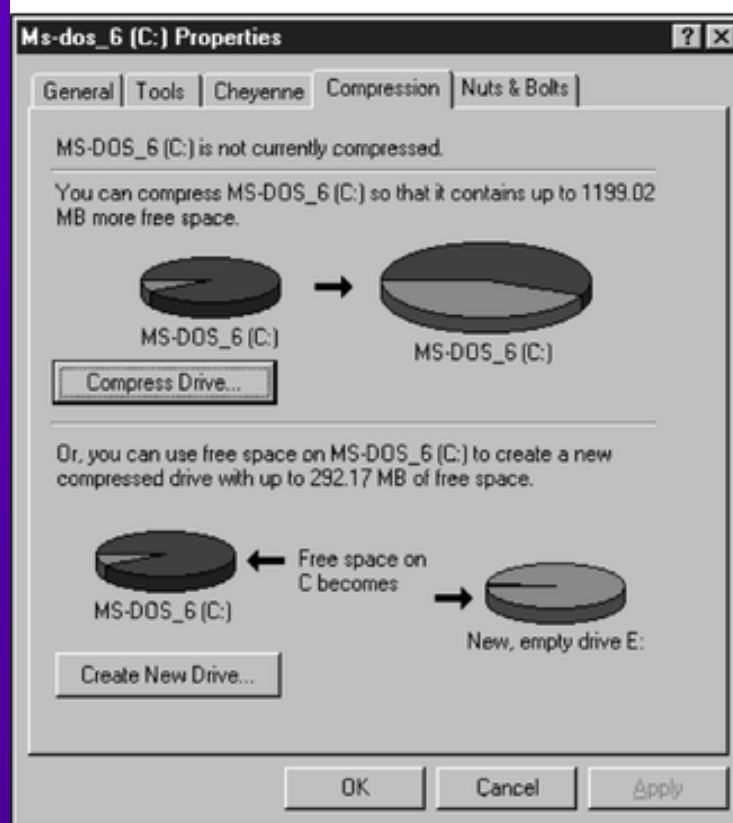 Ms-dos_6 (C:) Properties
? ×
General Tools Cheyenne Compression Nuts & Bolts
MS-DOS_6 (C:) is not currently compressed.
You can compress MS-DOS_6 (C:) so that it contains up to 1199.02
MB more free space.
MS-DOS_6 (C:)
MS-DOS_6 (C:)
Compress Drive...
Or, you can use free space on MS-DOS_6 (C:) to create a new
compressed drive with up to 292.17 MB of free space.
Free space on
C becomes
MS-DOS_6 (C:)
New, empty drive E:
Create New Drive...
OK Cancel Apply